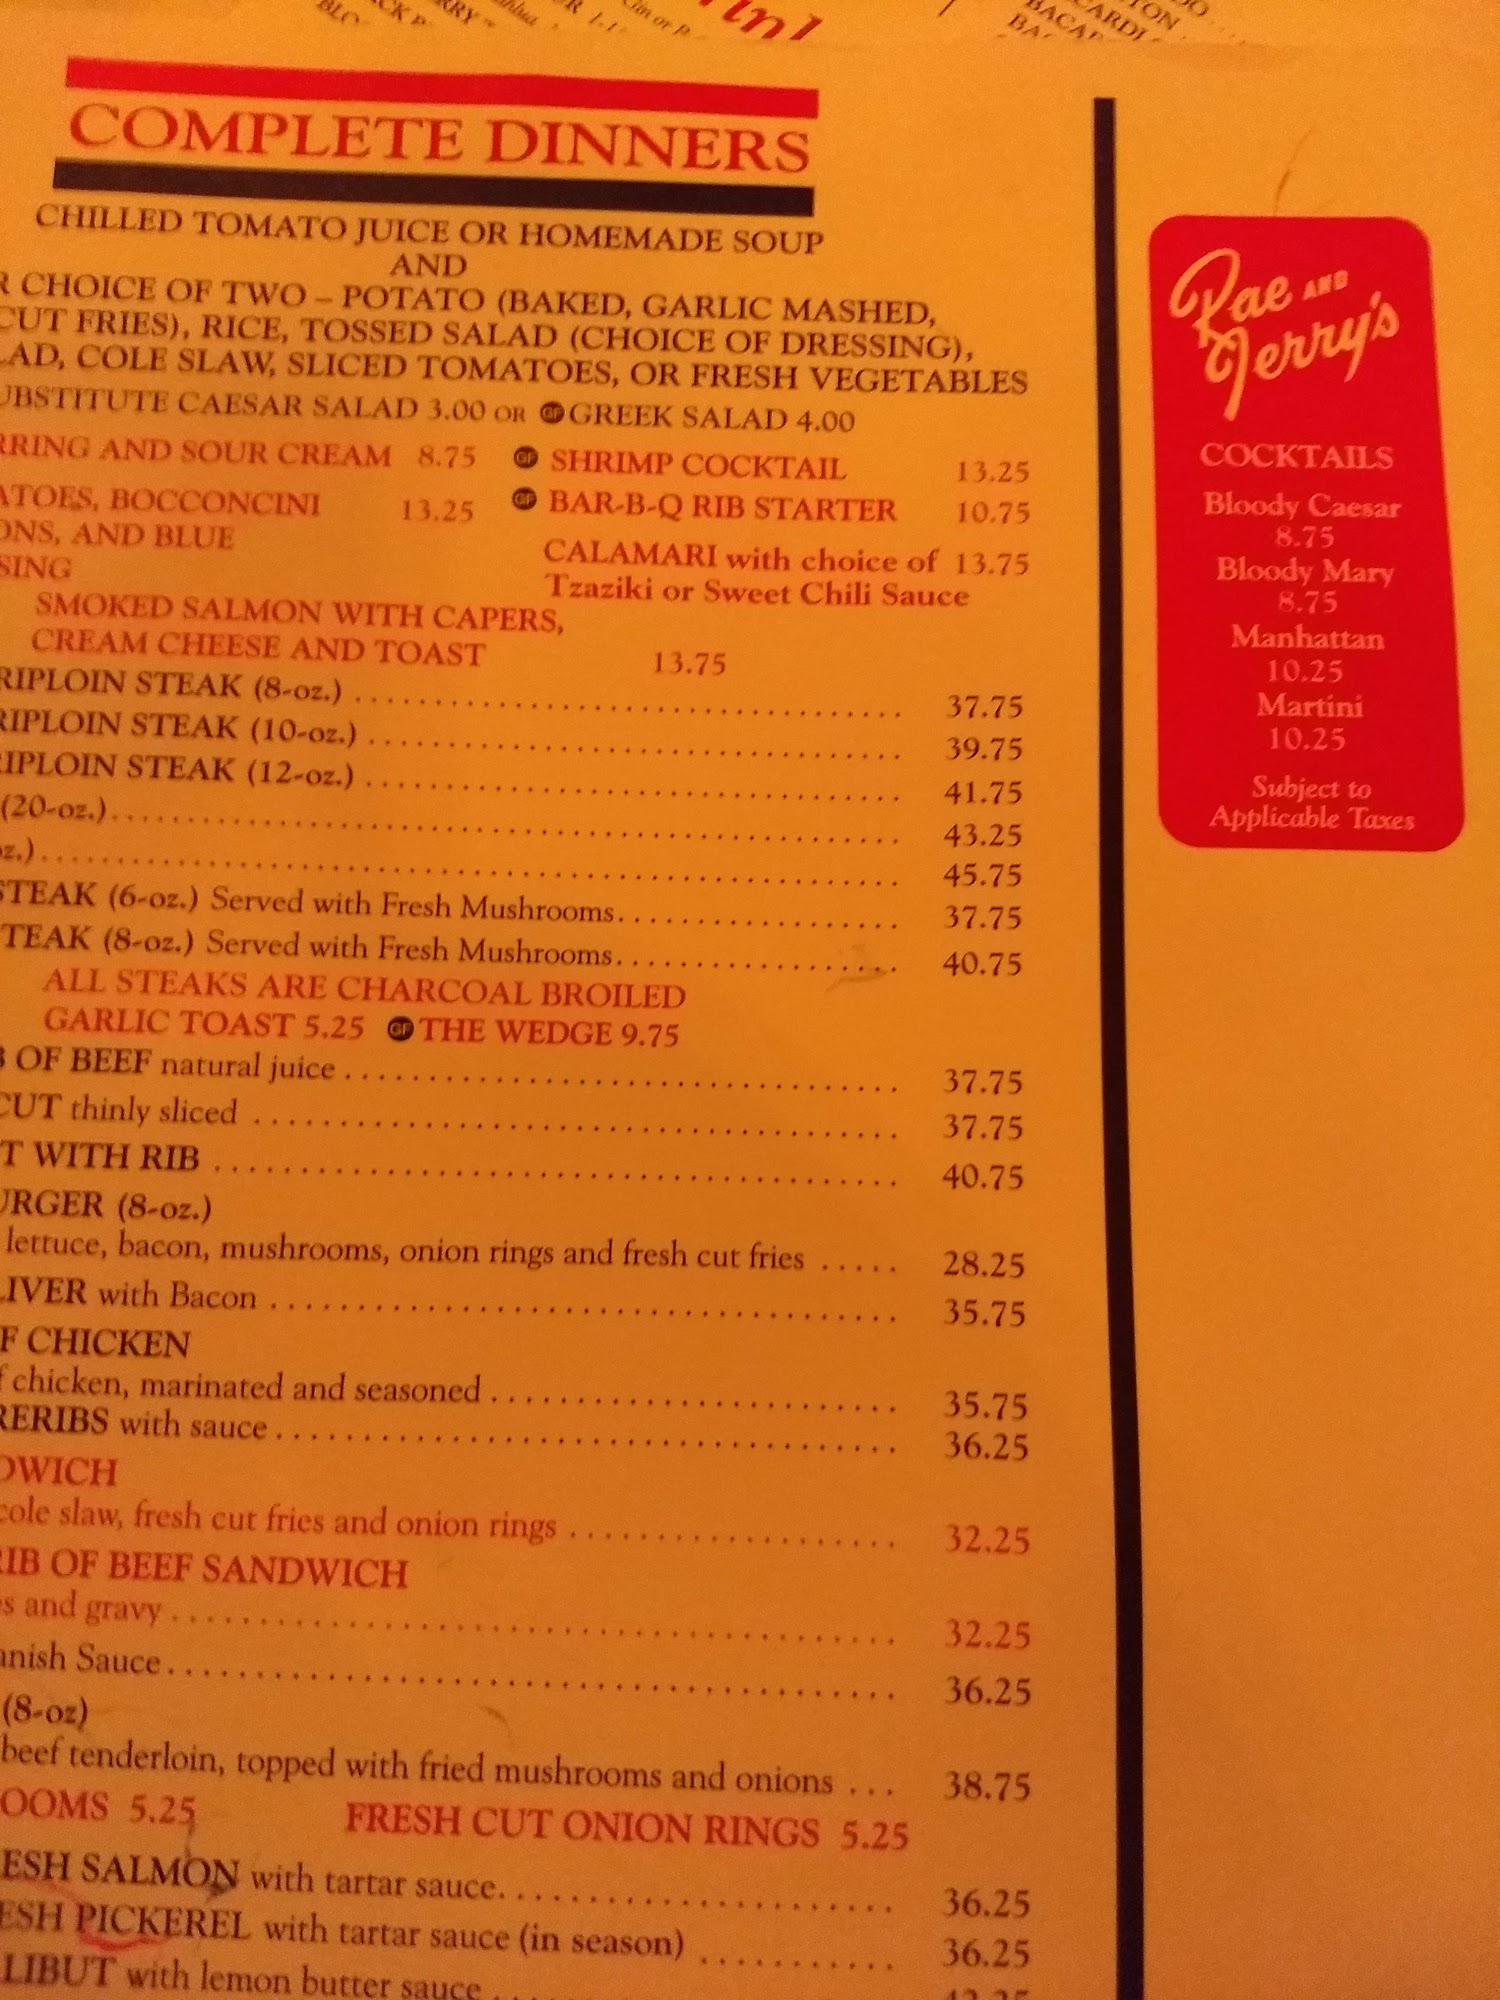 COMPLETE DINNERS
CHILLED TOMATO JUICE OR HOMEMADE SOUP
AND
R CHOICE OF TWO – POTATO (BAKED, GARLIC MASHED,
CUT FRIES), RICE, TOSSED SALAD (CHOICE OF DRESSING),
LAD, COLE SLAW, SLICED TOMATOES, OR FRESH VEGETABLES
UBSTITUTE CAESAR SALAD 3.00 OR GF GREEK SALAD 4.00
RRING AND SOUR CREAM 8.75 GF SHRIMP COCKTAIL 13.25
ATOES, BOCCONCINI 13.25 GF BAR-B-Q RIB STARTER 10.75
ONS, AND BLUE
SING
CALAMARI with choice of 13.75
Tzaziki or Sweet Chili Sauce
SMOKED SALMON WITH CAPERS,
CREAM CHEESE AND TOAST 13.75
RIPLOIN STEAK (8-oz.) 37.75
RIPLOIN STEAK (10-oz.) 39.75
RIPLOIN STEAK (12-oz.) 41.75
(20-oz.) 43.25
oz.) 45.75
STEAK (6-oz.) Served with Fresh Mushrooms 37.75
TEAK (8-oz.) Served with Fresh Mushrooms 40.75
ALL STEAKS ARE CHARCOAL BROILED
GARLIC TOAST 5.25 GF THE WEDGE 9.75
B OF BEEF natural juice 37.75
CUT thinly sliced 37.75
T WITH RIB 40.75
URGER (8-oz.)
lettuce, bacon, mushrooms, onion rings and fresh cut fries 28.25
LIVER with Bacon 35.75
F CHICKEN
f chicken, marinated and seasoned 35.75
RERIBS with sauce 36.25
DWICH
cole slaw, fresh cut fries and onion rings 32.25
RIB OF BEEF SANDWICH
es and gravy 32.25
anish Sauce 36.25
(8-oz)
beef tenderloin, topped with fried mushrooms and onions 38.75
OOMS 5.25 FRESH CUT ONION RINGS 5.25
ESH SALMON with tartar sauce 36.25
ESH PICKEREL with tartar sauce (in season) 36.25
LIBUT with lemon butter sauce
Rae AND
Jerry's
COCKTAILS
Bloody Caesar
8.75
Bloody Mary
8.75
Manhattan
10.25
Martini
10.25
Subject to
Applicable Taxes